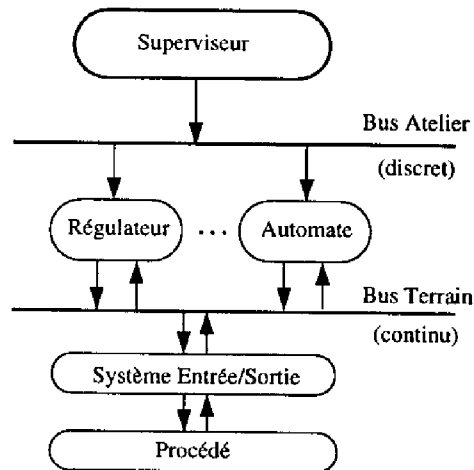 Superviseur
Bus Atelier
(discret)
Régulateur
...
Automate
Bus Terrain
(continu)
Système Entrée/Sortie
Procédé